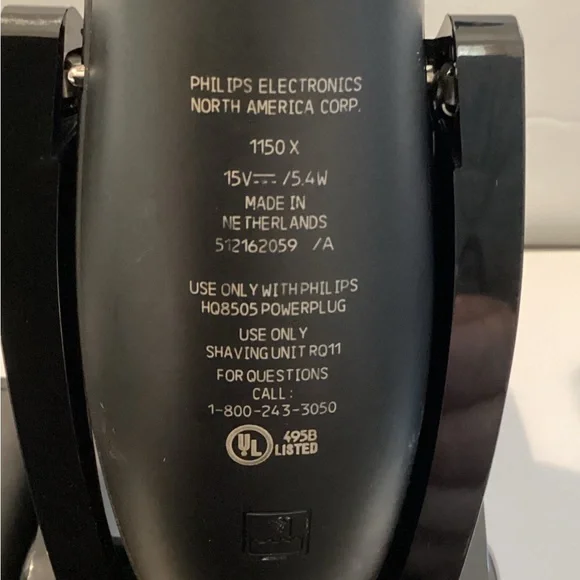 PHILIPS ELECTRONICS
NORTH AMERICA CORP.
1150 X
15V⎓ /5.4W
MADE IN
NETHERLANDS
512162059 /A
USE ONLY WITH PHILIPS
HQ8505 POWERPLUG
USE ONLY
SHAVING UNIT RQ11
FOR QUESTIONS
CALL:
1-800-243-3050
UL 495B
LISTED